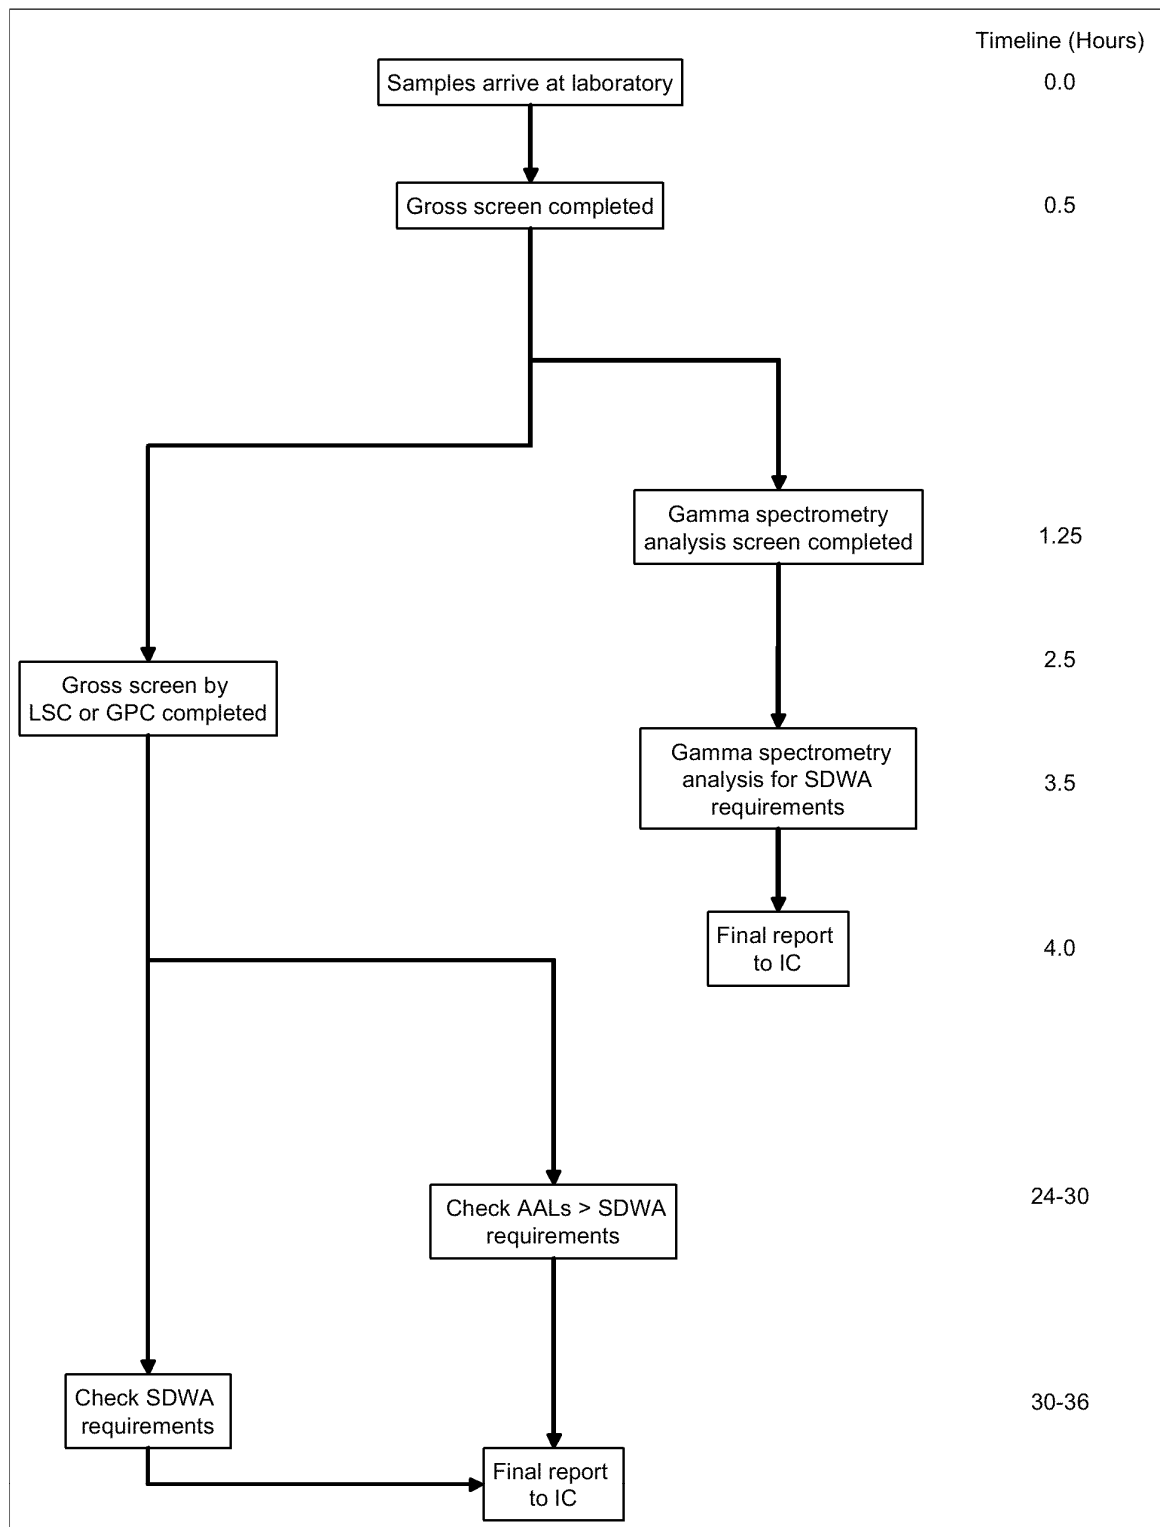 Timeline (Hours)
Samples arrive at laboratory
0.0
Gross screen completed
0.5
Gamma spectrometry
analysis screen completed
1.25
Gross screen by
LSC or GPC completed
2.5
Gamma spectrometry
analysis for SDWA
requirements
3.5
Final report
to IC
4.0
Check AALs > SDWA
requirements
24-30
Check SDWA
requirements
30-36
Final report
to IC